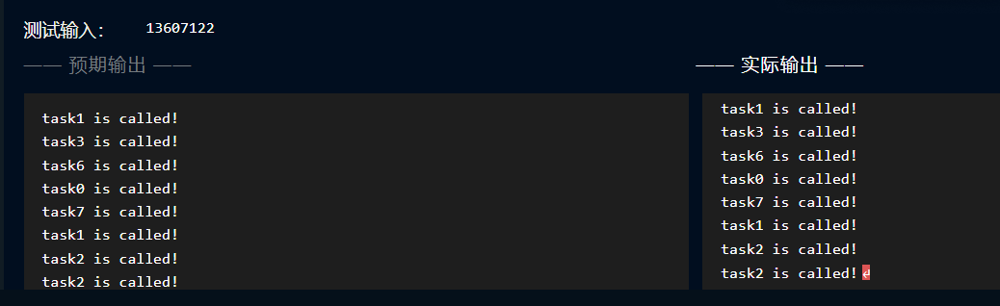 测试输入： 13607122
—— 预期输出 ——
—— 实际输出 ——
task1 is called!
task3 is called!
task6 is called!
task0 is called!
task7 is called!
task1 is called!
task2 is called!
task2 is called!
task1 is called!
task3 is called!
task6 is called!
task0 is called!
task7 is called!
task1 is called!
task2 is called!
task2 is called!↵